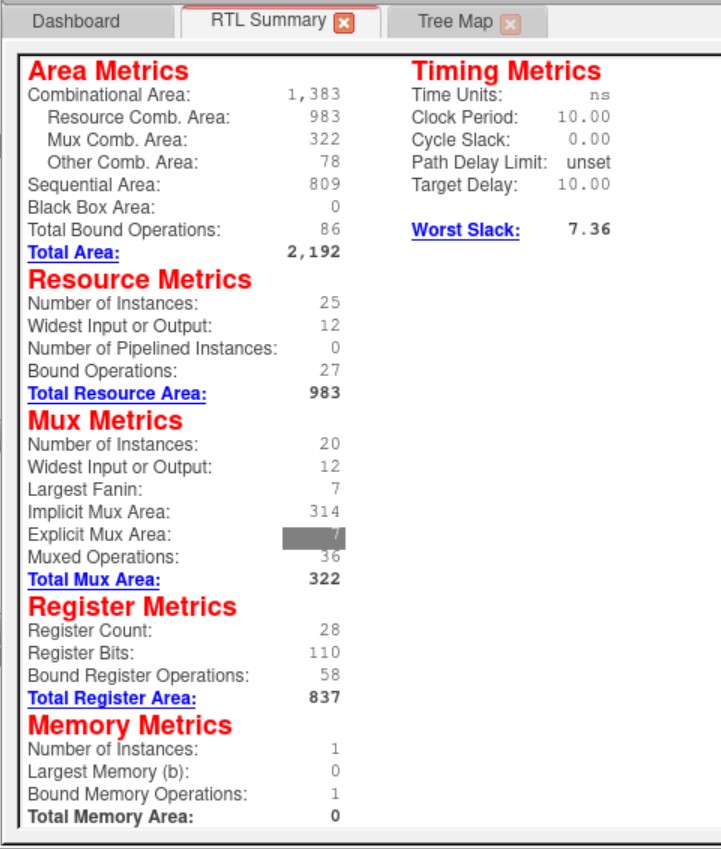 Dashboard
RTL Summary
Tree Map
Area Metrics
Combinational Area: 1,383
Resource Comb. Area: 983
Mux Comb. Area: 322
Other Comb. Area: 78
Sequential Area: 809
Black Box Area: 0
Total Bound Operations: 86
Total Area: 2,192
Resource Metrics
Number of Instances: 25
Widest Input or Output: 12
Number of Pipelined Instances: 0
Bound Operations: 27
Total Resource Area: 983
Mux Metrics
Number of Instances: 20
Widest Input or Output: 12
Largest Fanin: 7
Implicit Mux Area: 314
Explicit Mux Area: 7
Muxed Operations: 36
Total Mux Area: 322
Register Metrics
Register Count: 28
Register Bits: 110
Bound Register Operations: 58
Total Register Area: 837
Memory Metrics
Number of Instances: 1
Largest Memory (b): 0
Bound Memory Operations: 1
Total Memory Area: 0
Timing Metrics
Time Units: ns
Clock Period: 10.00
Cycle Slack: 0.00
Path Delay Limit: unset
Target Delay: 10.00
Worst Slack: 7.36